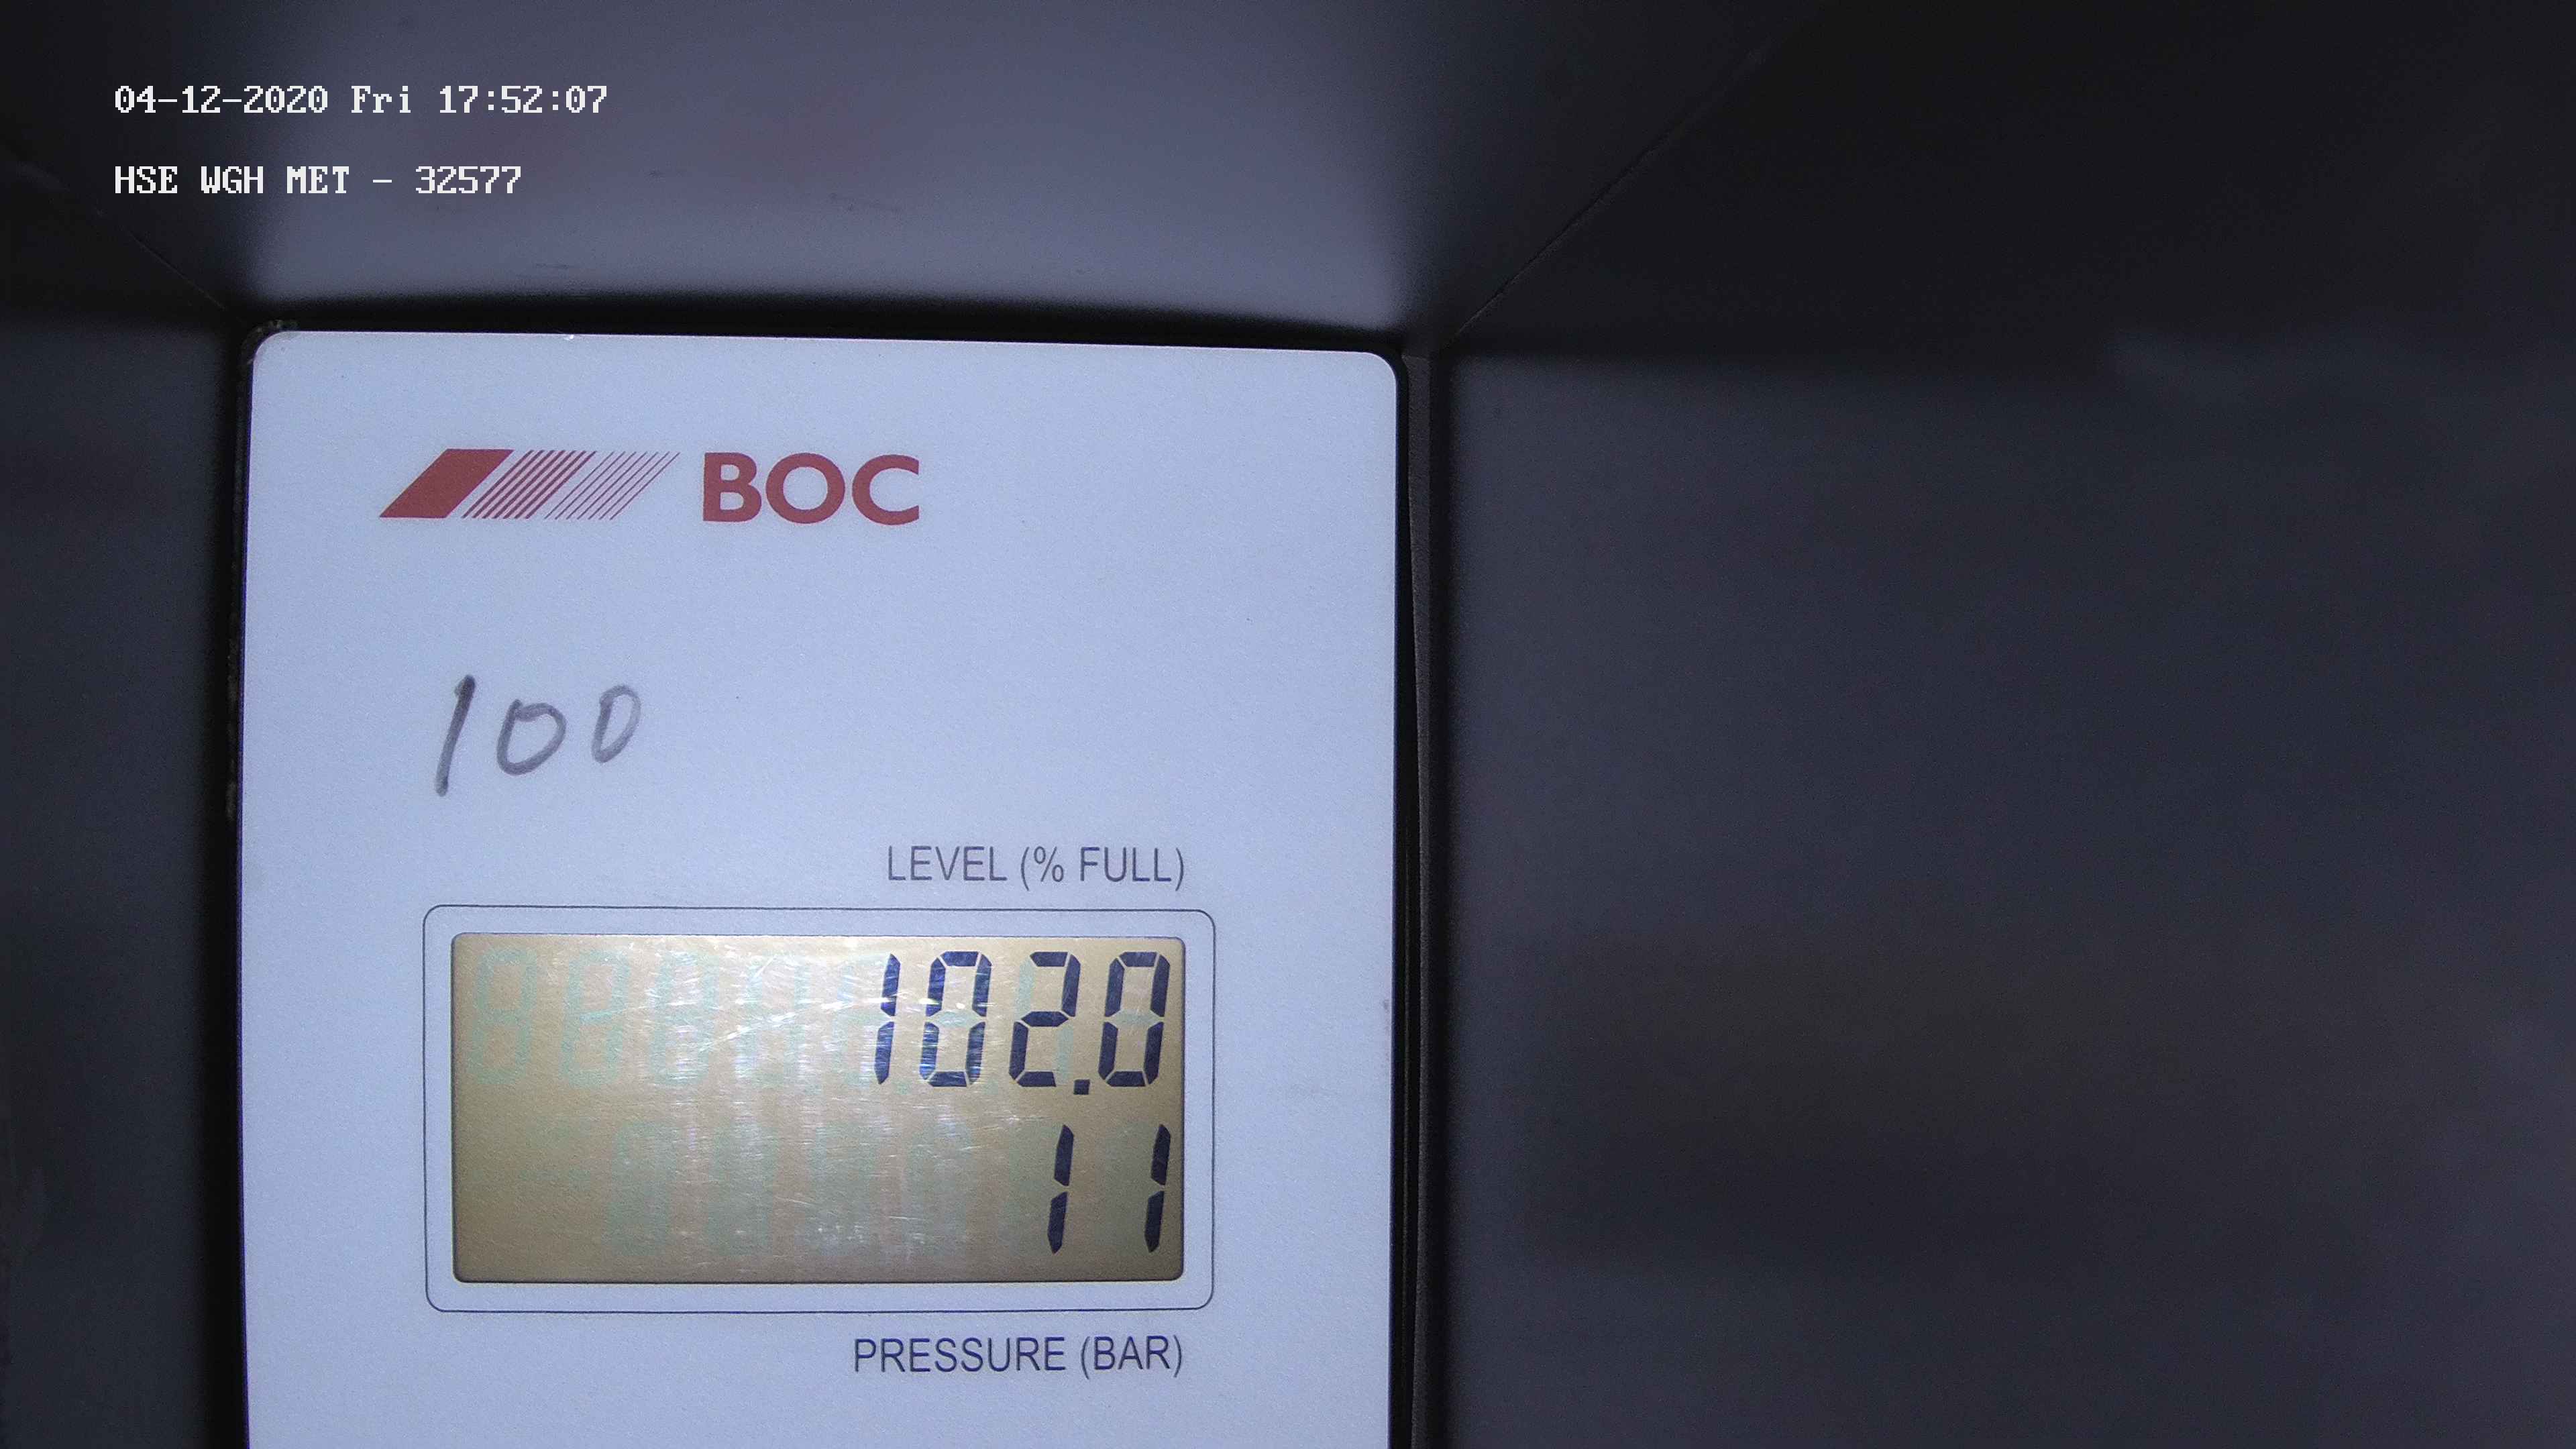 04-12-2020 Fri 17:52:07
HSE WGH MET - 32577
BOC
100
LEVEL (% FULL)
102.0
11
PRESSURE (BAR)